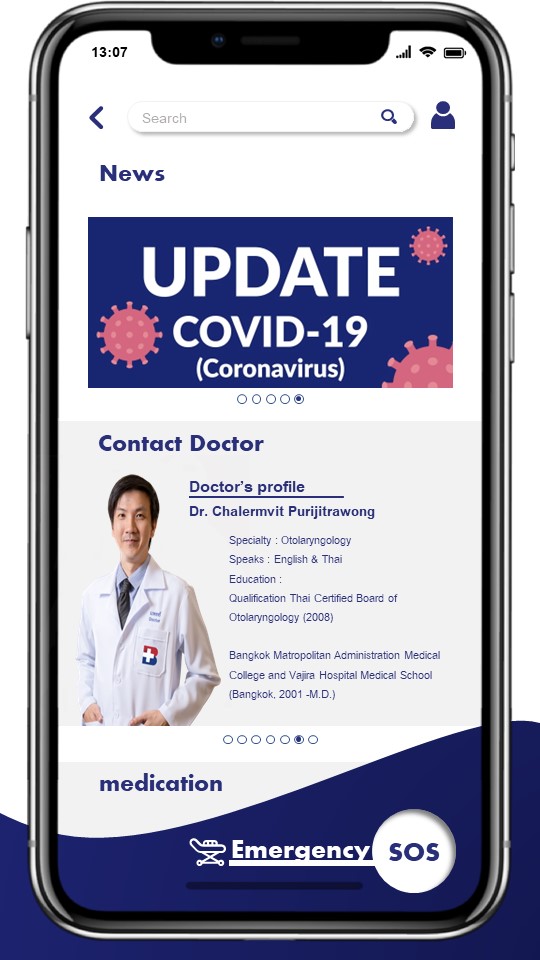 13:07
Search
News
UPDATE
COVID-19
(Coronavirus)
Contact Doctor
Doctor's profile
Dr. Chalermvit Purijitrawong
Specialty : Otolaryngology
Speaks : English & Thai
Education :
Qualification Thai Certified Board of
Otolaryngology (2008)
Bangkok Matropolitan Administration Medical
College and Vajira Hospital Medical School
(Bangkok, 2001 -M.D.)
medication
Emergency
SOS